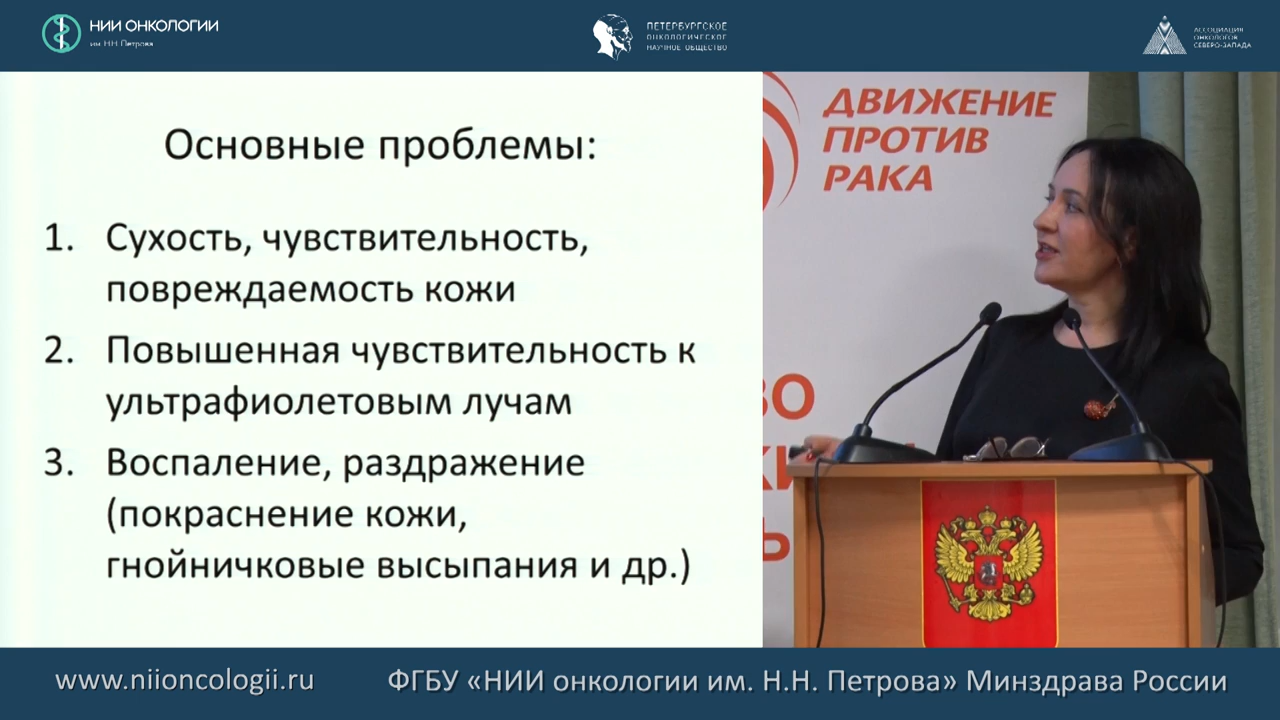 НИИ ОНКОЛОГИИ
им. Н.Н. Петрова
ПЕТЕРБУРГСКОЕ
ОНКОЛОГИЧЕСКОЕ
НАУЧНОЕ ОБЩЕСТВО
АССОЦИАЦИЯ
ОНКОЛОГОВ
СЕВЕРО-ЗАПАДА
Основные проблемы:
1. Сухость, чувствительность,
повреждаемость кожи
2. Повышенная чувствительность к
ультрафиолетовым лучам
3. Воспаление, раздражение
(покраснение кожи,
гнойничковые высыпания и др.)
ДВИЖЕНИЕ
ПРОТИВ
РАКА
www.niioncologii.ru
ФГБУ «НИИ онкологии им. Н.Н. Петрова» Минздрава России